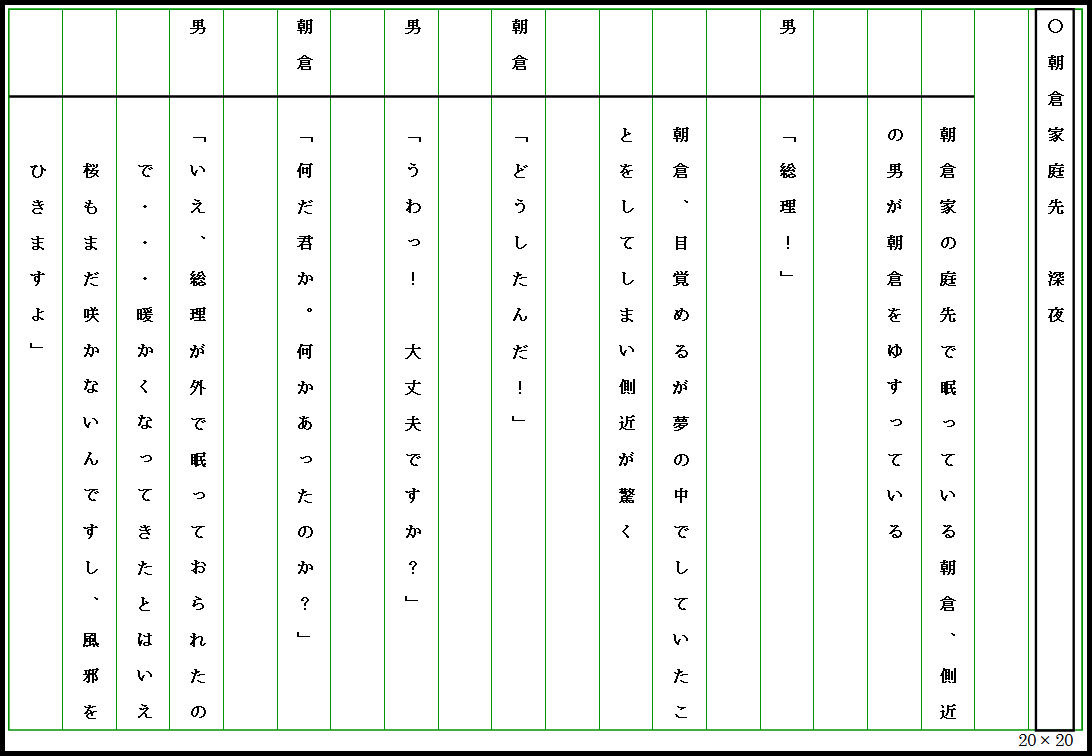 〇朝倉家庭先　深夜
朝倉家の庭先で眠っている朝倉、側近
の男が朝倉をゆすっている
男　「総理！」
朝倉、目覚めるが夢の中でしていたこ
とをしてしまい側近が驚く
朝倉　「どうしたんだ！」
男　「うわっ！　大丈夫ですか？」
朝倉　「何だ君か。何かあったのか？」
男　「いえ、総理が外で眠っておられたの
で・・・暖かくなってきたとはいえ
桜もまだ咲かないんですし、風邪を
ひきますよ」
20×20